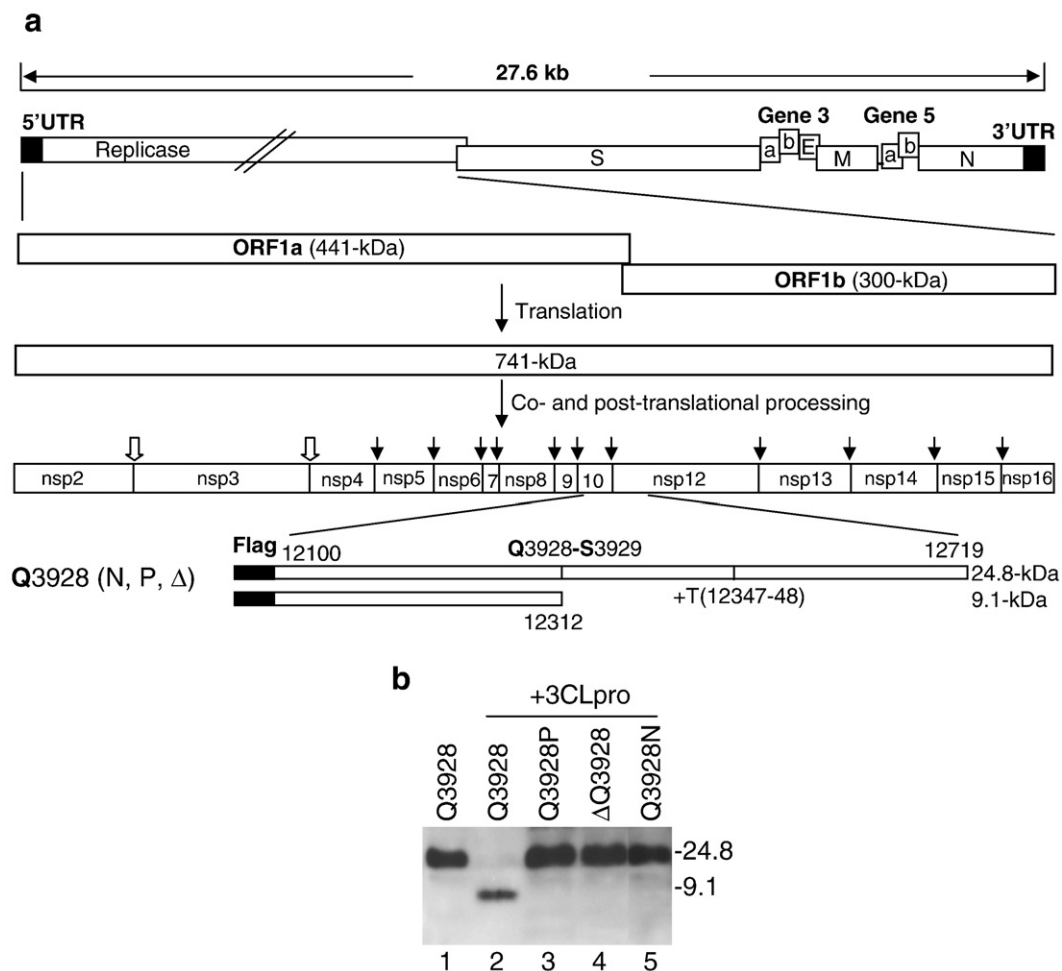 a
27.6 kb
5'UTR
Replicase
S
Gene 3
a
b
E
M
Gene 5
a
b
N
3'UTR
ORF1a (441-kDa)
ORF1b (300-kDa)
Translation
741-kDa
Co- and post-translational processing
nsp2 nsp3 nsp4 nsp5 nsp6 7 nsp8 9 10 nsp12 nsp13 nsp14 nsp15 nsp16
Flag 12100 Q3928-S3929 12719
Q3928 (N, P, Δ)
24.8-kDa
+T(12347-48)
9.1-kDa
12312
b
+3CLpro
Q3928 Q3928 Q3928P ΔQ3928 Q3928N
-24.8
-9.1
1 2 3 4 5